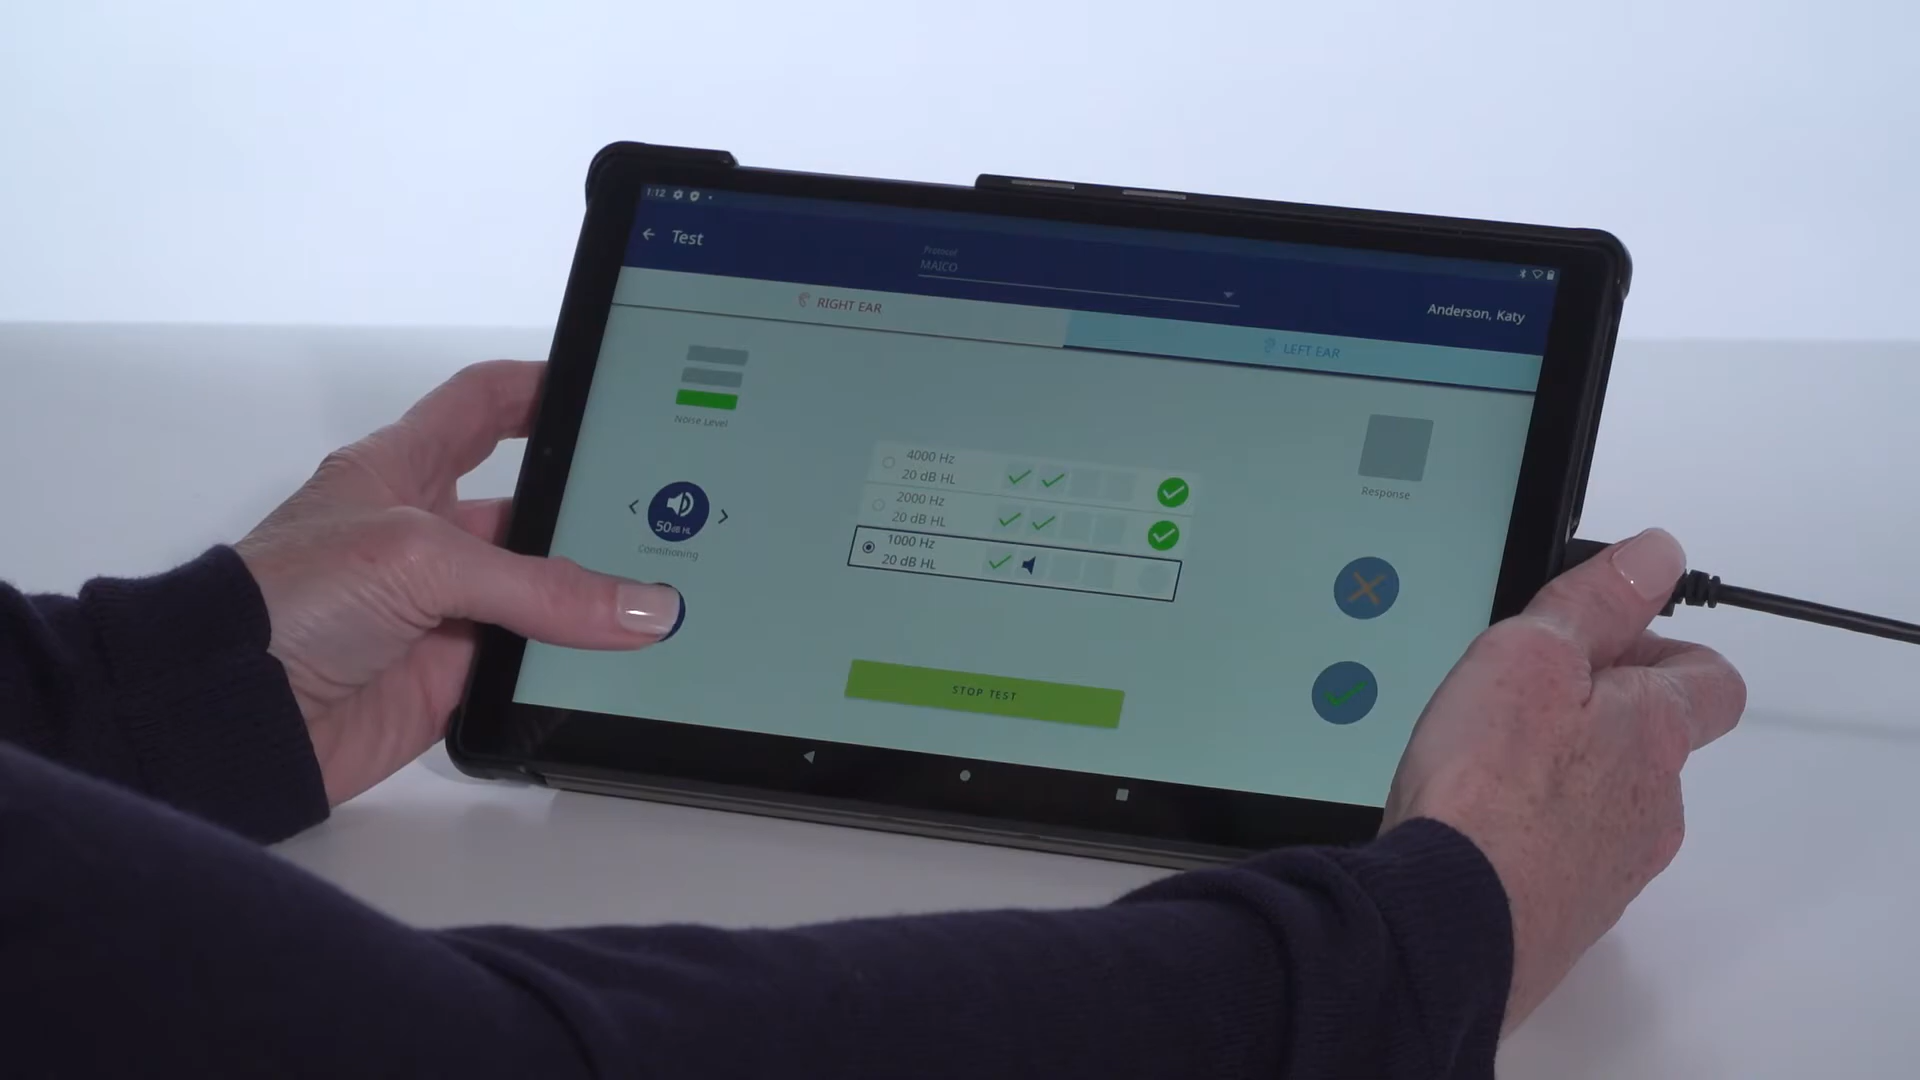 1:12
Test
Protocol
MAICO
Anderson, Katy
RIGHT EAR
LEFT EAR
Noise Level
4000 Hz
20 dB HL
2000 Hz
20 dB HL
1000 Hz
20 dB HL
50 dB HL
Conditioning
Response
STOP TEST